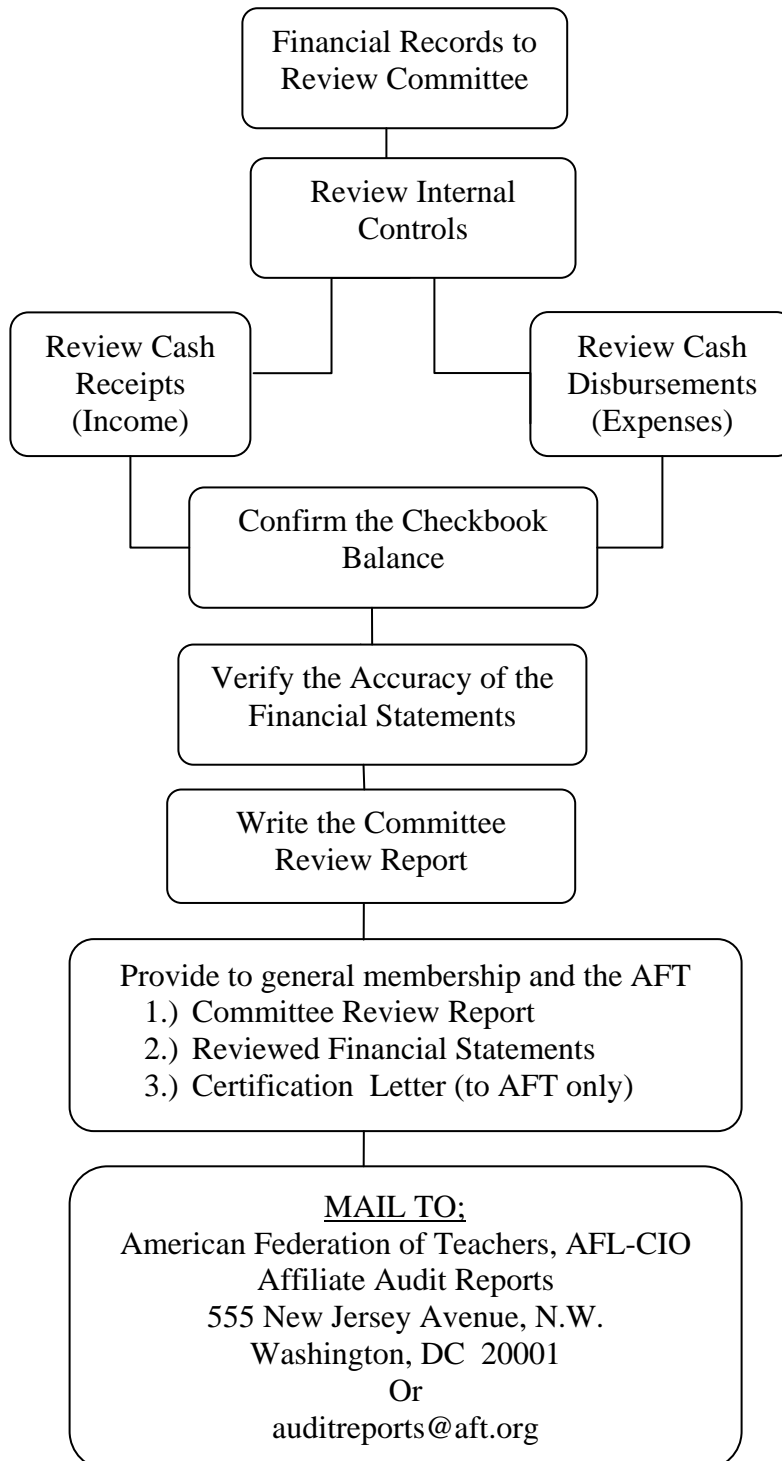 Financial Records to
Review Committee
Review Internal
Controls
Review Cash
Receipts
(Income)
Review Cash
Disbursements
(Expenses)
Confirm the Checkbook
Balance
Verify the Accuracy of the
Financial Statements
Write the Committee
Review Report
Provide to general membership and the AFT
1.) Committee Review Report
2.) Reviewed Financial Statements
3.) Certification Letter (to AFT only)
MAIL TO;
American Federation of Teachers, AFL-CIO
Affiliate Audit Reports
555 New Jersey Avenue, N.W.
Washington, DC 20001
Or
auditreports@aft.org